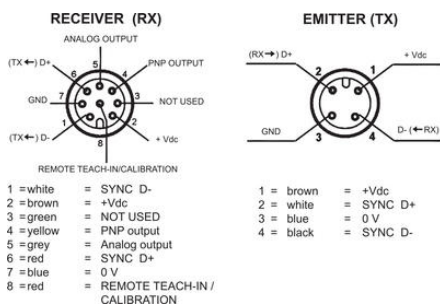 RECEIVER (RX)
ANALOG OUTPUT
(TX←) D+
PNP OUTPUT
5
6
4
GND
7
3
NOT USED
1
2
(TX←) D-
8
+ Vdc
REMOTE TEACH-IN/CALIBRATION
1 =white = SYNC D-
2 =brown = +Vdc
3 =green = NOT USED
4 =yellow = PNP output
5 =grey = Analog output
6 =red = SYNC D+
7 =blue = 0 V
8 =red = REMOTE TEACH-IN /
CALIBRATION
EMITTER (TX)
(RX→) D+
+ Vdc
2
1
GND
3
4
D- (←RX)
1 = brown = +Vdc
2 = white = SYNC D+
3 = blue = 0 V
4 = black = SYNC D-